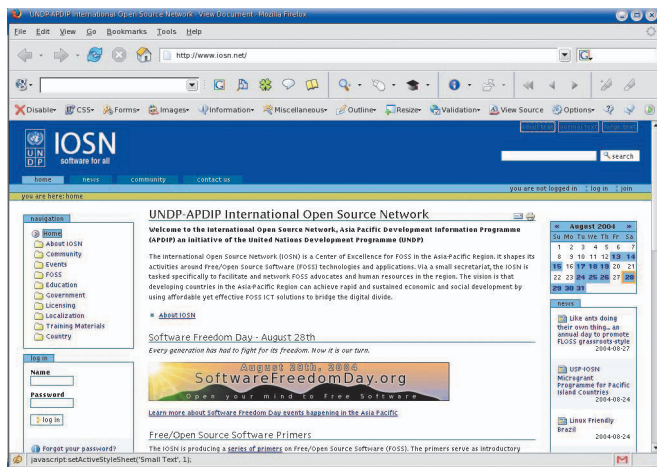 UNDP-APDIP International Open Source Network - View Document - Mozilla Firefox
File Edit View Go Bookmarks Tools Help
http://www.iosn.net/
Disable CSS Forms Images Information Miscellaneous Outline Resize Validation View Source Options
small text normal text large text
UNDP
IOSN
software for all
search
home news community contact us
you are not logged in log in join
you are here: home
navigation
Home
About IOSN
Community
Events
FOSS
Education
Government
Licensing
Localization
Training Materials
Country
log in
Name
Password
log in
Forgot your password?
UNDP-APDIP International Open Source Network
Welcome to the International Open Source Network, Asia Pacific Development Information Programme
(APDIP) an initiative of the United Nations Development Programme (UNDP)
The International Open Source Network (IOSN) is a Center of Excellence for FOSS in the Asia-Pacific Region. It shapes its
activities around Free/Open Source Software (FOSS) technologies and applications. Via a small secretariat, the IOSN is
tasked specifically to facilitate and network FOSS advocates and human resources in the region. The vision is that
developing countries in the Asia-Pacific Region can achieve rapid and sustained economic and social development by
using affordable yet effective FOSS ICT solutions to bridge the digital divide.
About IOSN
Software Freedom Day - August 28th
Every generation has had to fight for its freedom. Now it is our turn.
August 28th, 2004
SoftwareFreedomDay.org
Open your mind to Free Software
Learn more about Software Freedom Day events happening in the Asia Pacific
Free/Open Source Software Primers
The IOSN is producing a series of primers on Free/Open Source Software (FOSS). The primers serve as introductory
« August 2004 »
Su Mo Tu We Th Fr Sa
1 2 3 4 5 6 7
8 9 10 11 12 13 14
15 16 17 18 19 20 21
22 23 24 25 26 27 28
29 30 31
news
Like ants doing
their own thing... an
annual day to promote
FLOSS grassroots-style
2004-08-27
USP-IOSN
Microgrant
Programme for Pacific
Island Countries
2004-08-24
Linux Friendly
Brazil
2004-08-24
javascript:setActiveStyleSheet('Small Text', 1);